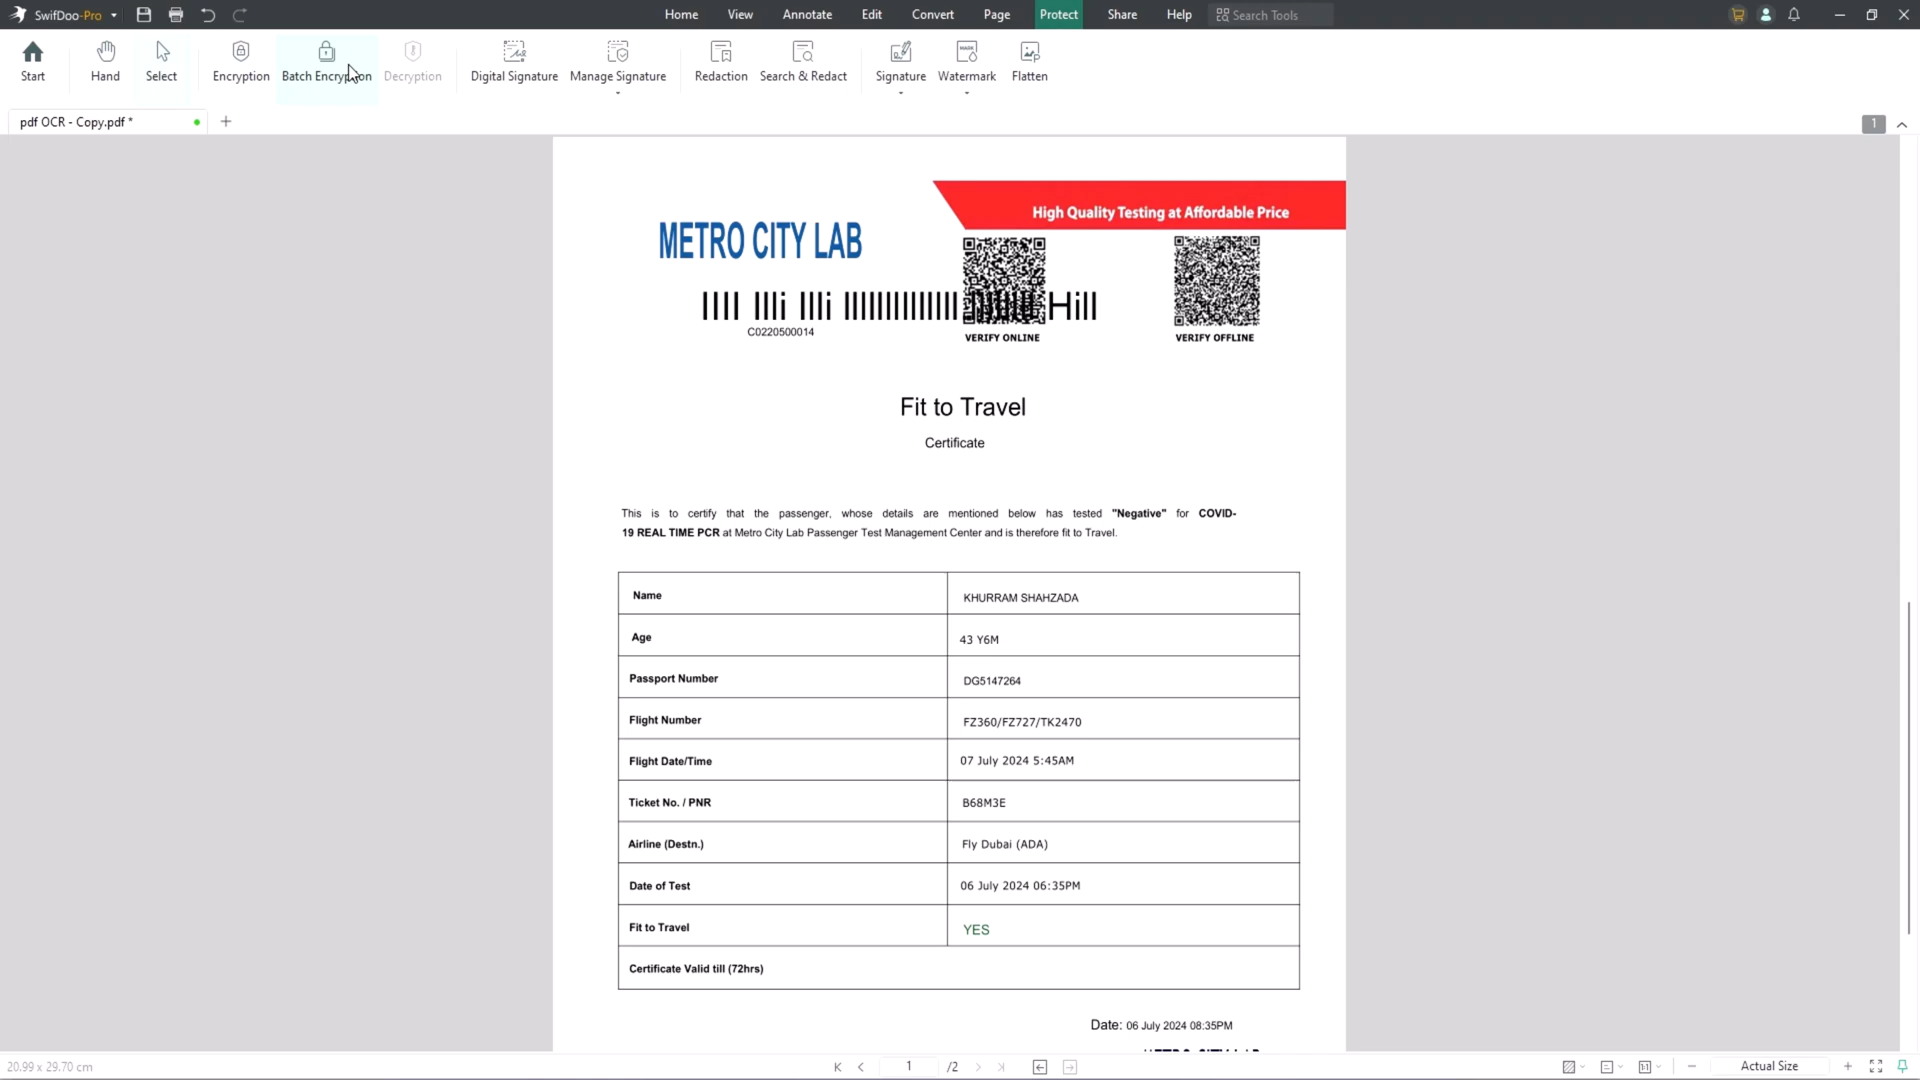 SwifDoo-Pro
Home View Annotate Edit Convert Page Protect Share Help Search Tools
Start Hand Select Encryption Batch Encryption Decryption Digital Signature Manage Signature Redaction Search & Redact Signature Watermark Flatten
pdf OCR - Copy.pdf *
1
High Quality Testing at Affordable Price
METRO CITY LAB
Hill
C0220500014
VERIFY ONLINE
VERIFY OFFLINE
Fit to Travel
Certificate
This is to certify that the passenger, whose details are mentioned below has tested "Negative" for COVID-
19 REAL TIME PCR at Metro City Lab Passenger Test Management Center and is therefore fit to Travel.
Name KHURRAM SHAHZADA
Age 43 Y6M
Passport Number DG5147264
Flight Number FZ360/FZ727/TK2470
Flight Date/Time 07 July 2024 5:45AM
Ticket No. / PNR B68M3E
Airline (Destn.) Fly Dubai (ADA)
Date of Test 06 July 2024 06:35PM
Fit to Travel YES
Certificate Valid till (72hrs)
Date: 06 July 2024 08:35PM
20.99 x 29.70 cm
1 /2
Actual Size